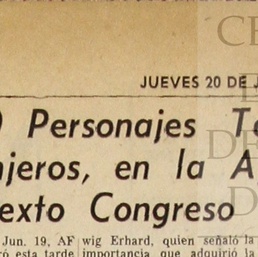 JUEVES 20 DE
Personajes
njeros, en la
exto Congreso
Jun. 19, AF
wig Erhard, quien señaló la
ró esta tarde
importancia que adquirió la